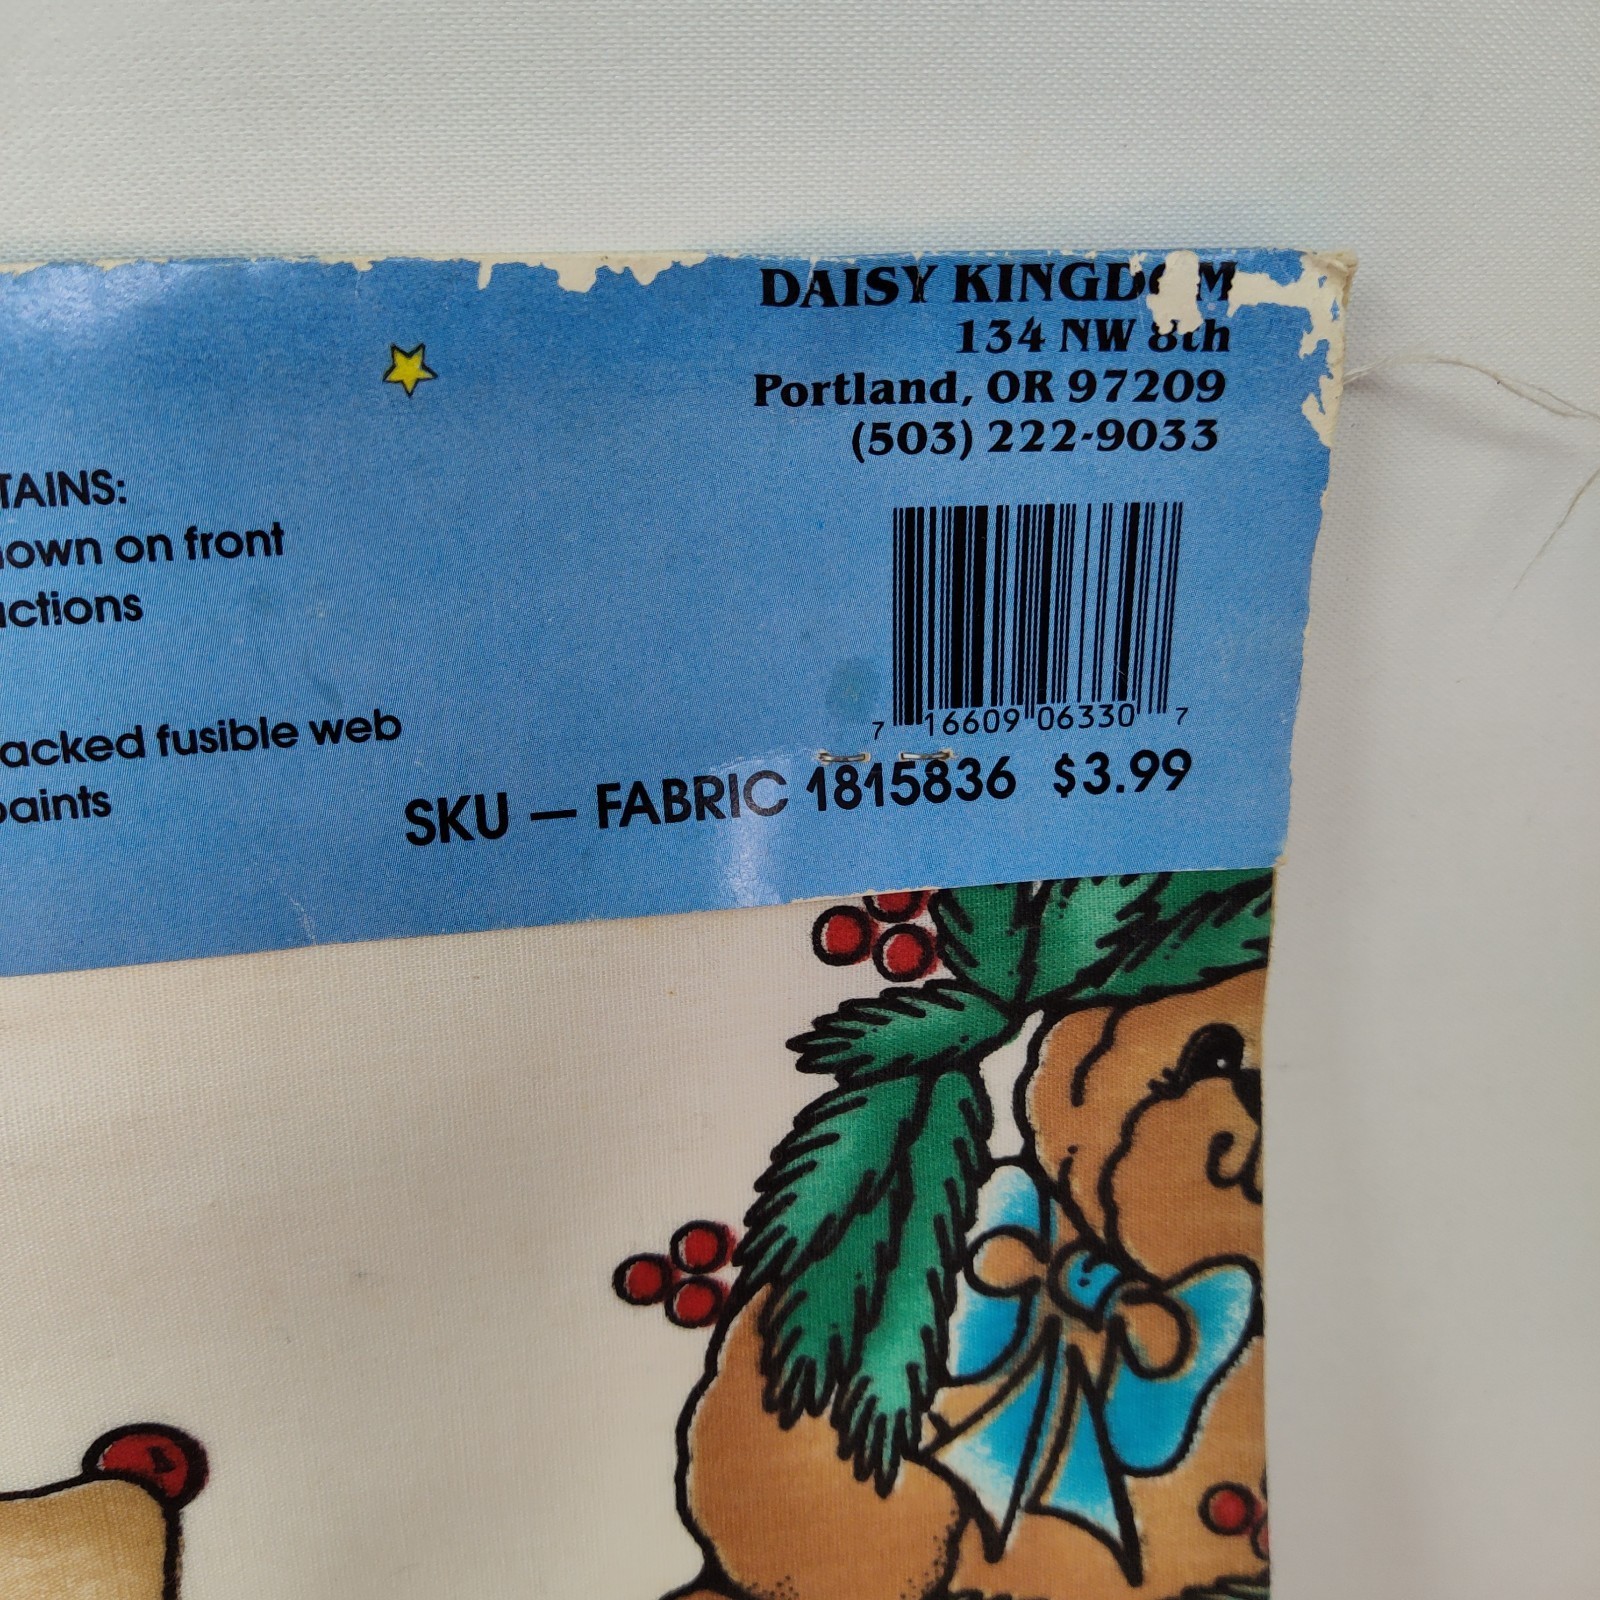 DAISY KINGDOM
134 NW 8th
Portland, OR 97209
(503) 222-9033
TAINS:
own on front
ctions
acked fusible web
paints
7 16609 06330 7
SKU — FABRIC 1815836 $3.99